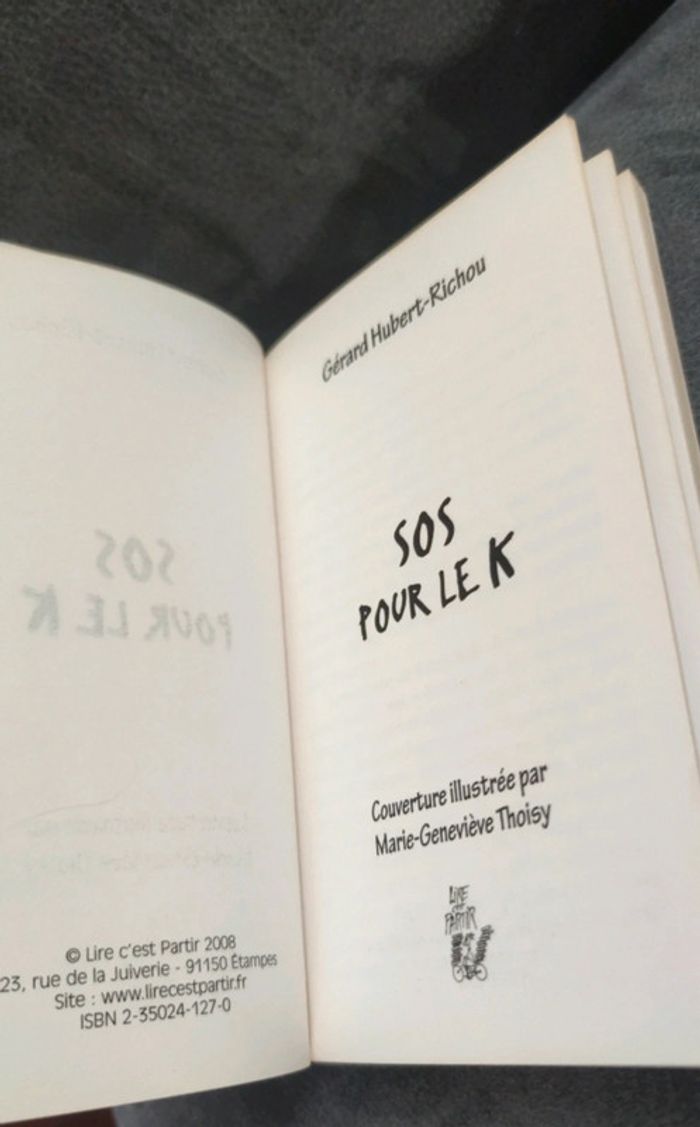 © Lire c'est Partir 2008
23, rue de la Juiverie - 91150 Étampes
Site : www.lirecestpartir.fr
ISBN 2-35024-127-0
Gérard Hubert-Richou
SOS
POUR LE K
Couverture illustrée par
Marie-Geneviève Thoisy
LIRE
c'est
PARTIR